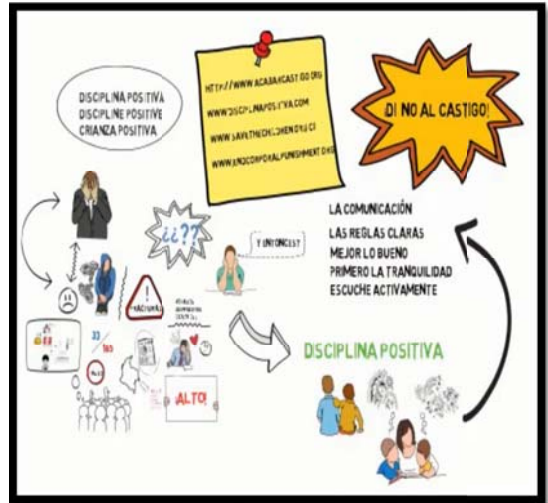 DISCIPLINA POSITIVA
DISCIPLINE POSITIVE
CRIANZA POSITIVA
HTTP://WWW.ACABARCASTIGO.ORG
WWW.DISCIPLINAPOSITIVA.COM
WWW.SAVETHECHILDREN.ORG.CI
WWW.ENDCORPORALPUNISHMENT.ORG
¡DI NO AL CASTIGO!
LA COMUNICACIÓN
LAS REGLAS CLARAS
MEJOR LO BUENO
PRIMERO LA TRANQUILIDAD
ESCUCHE ACTIVAMENTE
¿¿??
Y ENTONCES?
33
/
¡ALTO!
DISCIPLINA POSITIVA